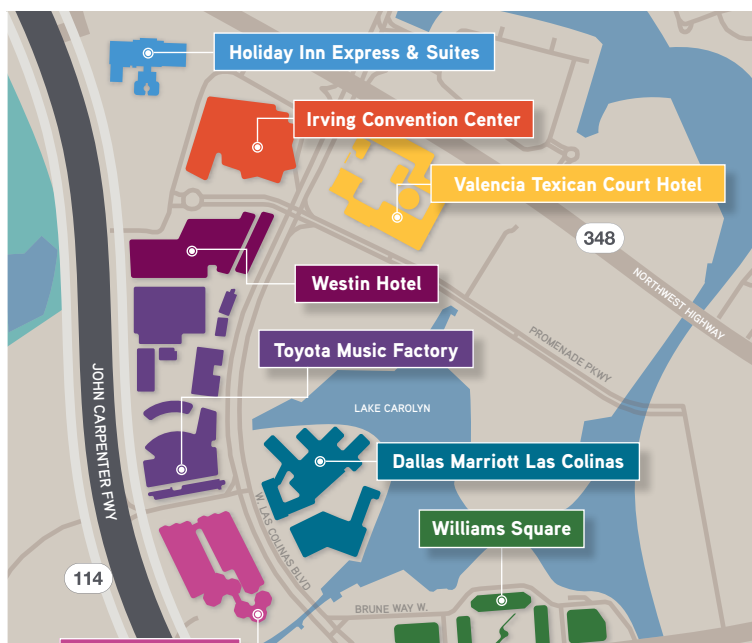 Holiday Inn Express & Suites
Irving Convention Center
Valencia Texican Court Hotel
348
Westin Hotel
NORTHWEST HIGHWAY
PROMENADE PKWY
Toyota Music Factory
JOHN CARPENTER FWY
LAKE CAROLYN
Dallas Marriott Las Colinas
W. LAS COLINAS BLVD
Williams Square
114
BRUNE WAY W.